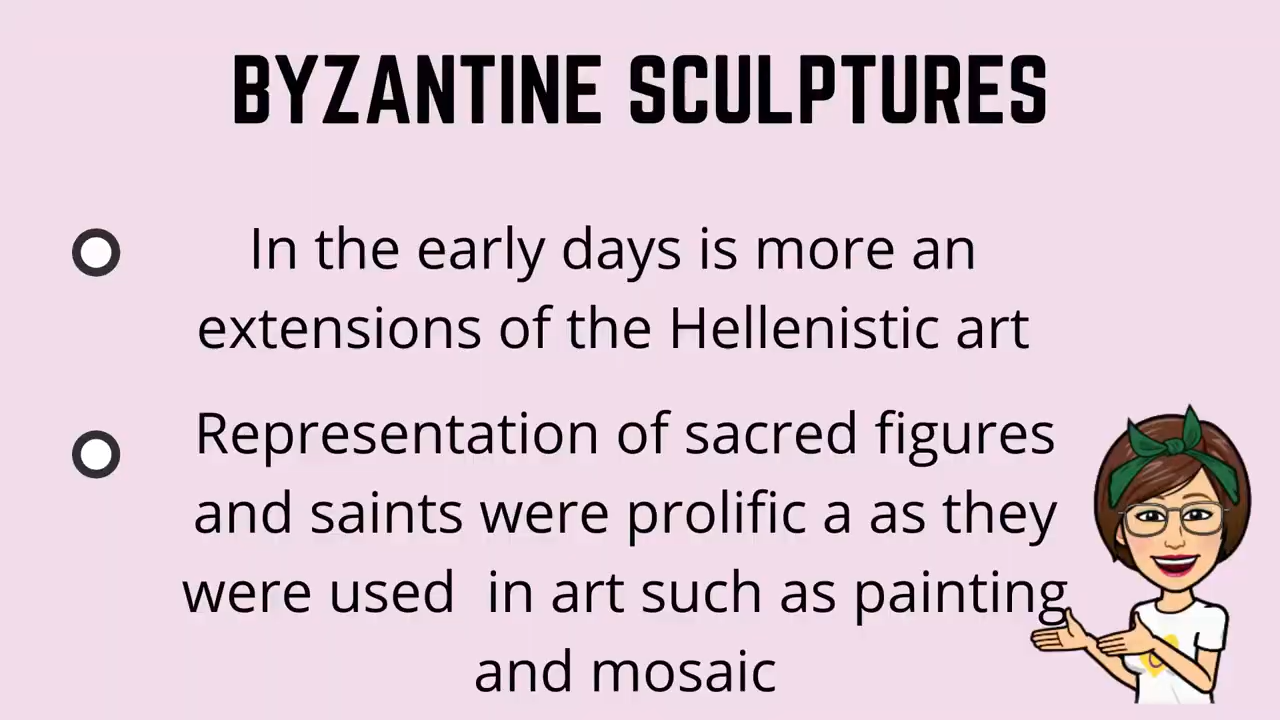 BYZANTINE SCULPTURES
In the early days is more an
extensions of the Hellenistic art
Representation of sacred figures
and saints were prolific a as they
were used in art such as painting
and mosaic